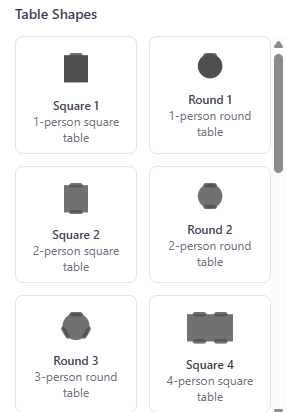 Table Shapes
Square 1
1-person square
table
Round 1
1-person round
table
Square 2
2-person square
table
Round 2
2-person round
table
Round 3
3-person round
table
Square 4
4-person square
table